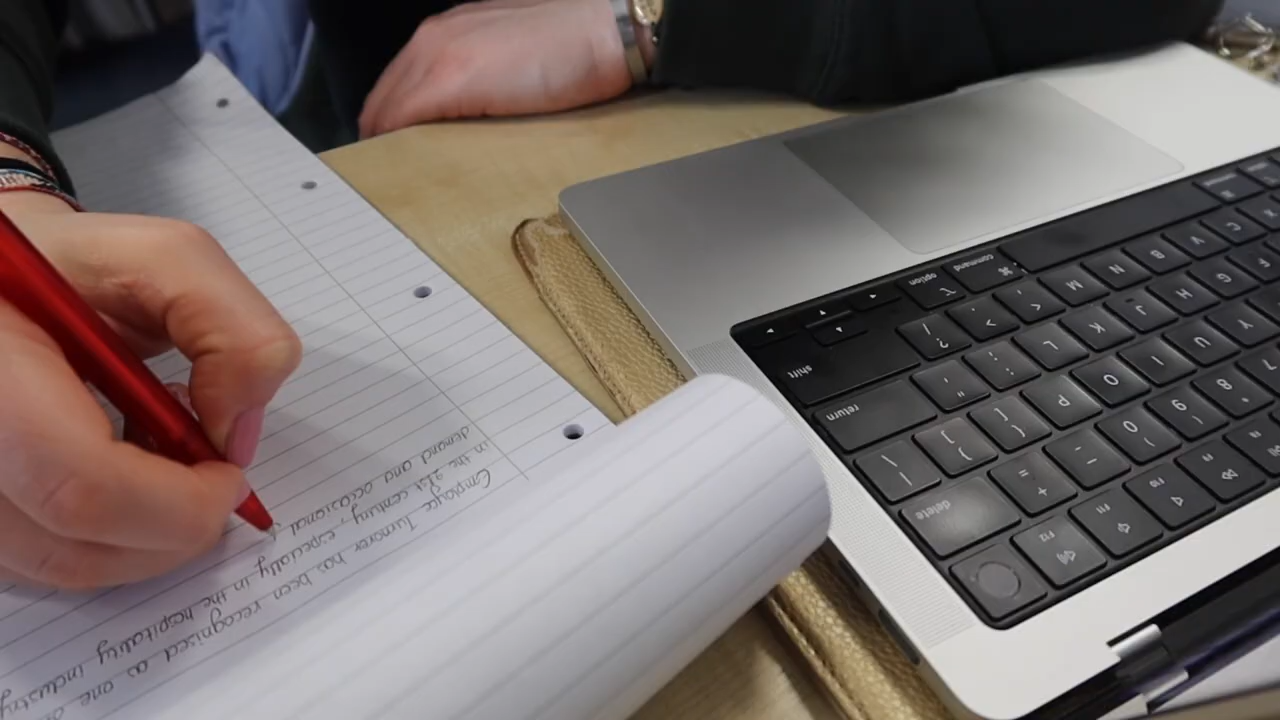 Employee Turnover has been recognised as one
in the 21st century, especially in the hospitality industry
demand and occasional
command
option
shift
return
delete